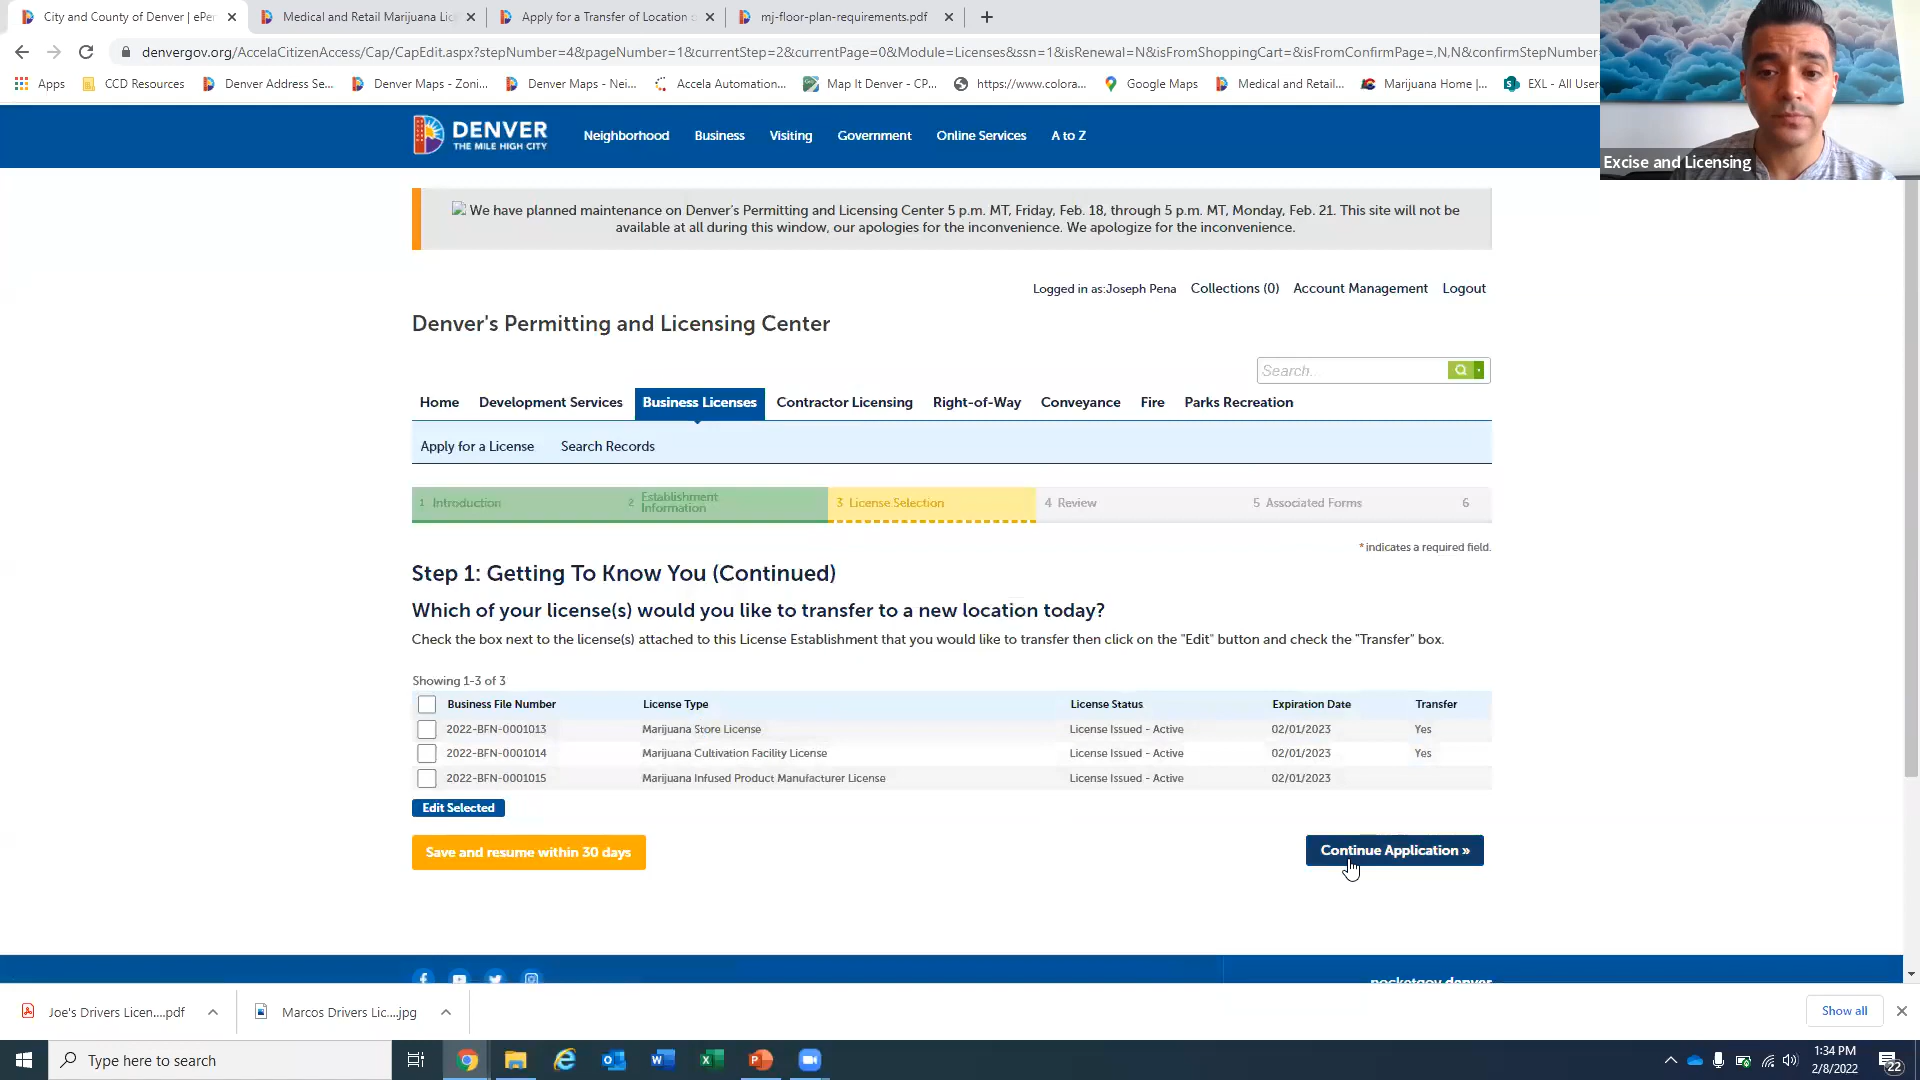 City and County of Denver | ePer
Medical and Retail Marijuana Lic
Apply for a Transfer of Location
mj-floor-plan-requirements.pdf
denvergov.org/AccelaCitizenAccess/Cap/CapEdit.aspx?stepNumber=4&pageNumber=1&currentStep=2&currentPage=0&Module=Licenses&ssn=1&isRenewal=N&isFromShoppingCart=&isFromConfirmPage=,N,N&confirmStepNumber=
Apps
CCD Resources
Denver Address Se...
Denver Maps - Zoni...
Denver Maps - Nei...
Accela Automation...
Map It Denver - CP...
https://www.colora...
Google Maps
Medical and Retail...
Marijuana Home |...
EXL - All User
Excise and Licensing
DENVER
THE MILE HIGH CITY
Neighborhood Business Visiting Government Online Services A to Z
We have planned maintenance on Denver's Permitting and Licensing Center 5 p.m. MT, Friday, Feb. 18, through 5 p.m. MT, Monday, Feb. 21. This site will not be
available at all during this window, our apologies for the inconvenience. We apologize for the inconvenience.
Logged in as:Joseph Pena Collections (0) Account Management Logout
Denver's Permitting and Licensing Center
Search..
Home Development Services Business Licenses Contractor Licensing Right-of-Way Conveyance Fire Parks Recreation
Apply for a License Search Records
1 Introduction
2 Establishment
Information
3 License Selection
4 Review
5 Associated Forms
6
* indicates a required field.
Step 1: Getting To Know You (Continued)
Which of your license(s) would you like to transfer to a new location today?
Check the box next to the license(s) attached to this License Establishment that you would like to transfer then click on the "Edit" button and check the "Transfer" box.
Showing 1-3 of 3
Business File Number License Type License Status Expiration Date Transfer
2022-BFN-0001013 Marijuana Store License License Issued - Active 02/01/2023 Yes
2022-BFN-0001014 Marijuana Cultivation Facility License License Issued - Active 02/01/2023 Yes
2022-BFN-0001015 Marijuana Infused Product Manufacturer License License Issued - Active 02/01/2023
Edit Selected
Save and resume within 30 days
Continue Application »
pocketgov denver
Joe's Drivers Licen....pdf
Marcos Drivers Lic....jpg
Show all
Type here to search
1:34 PM
2/8/2022
22